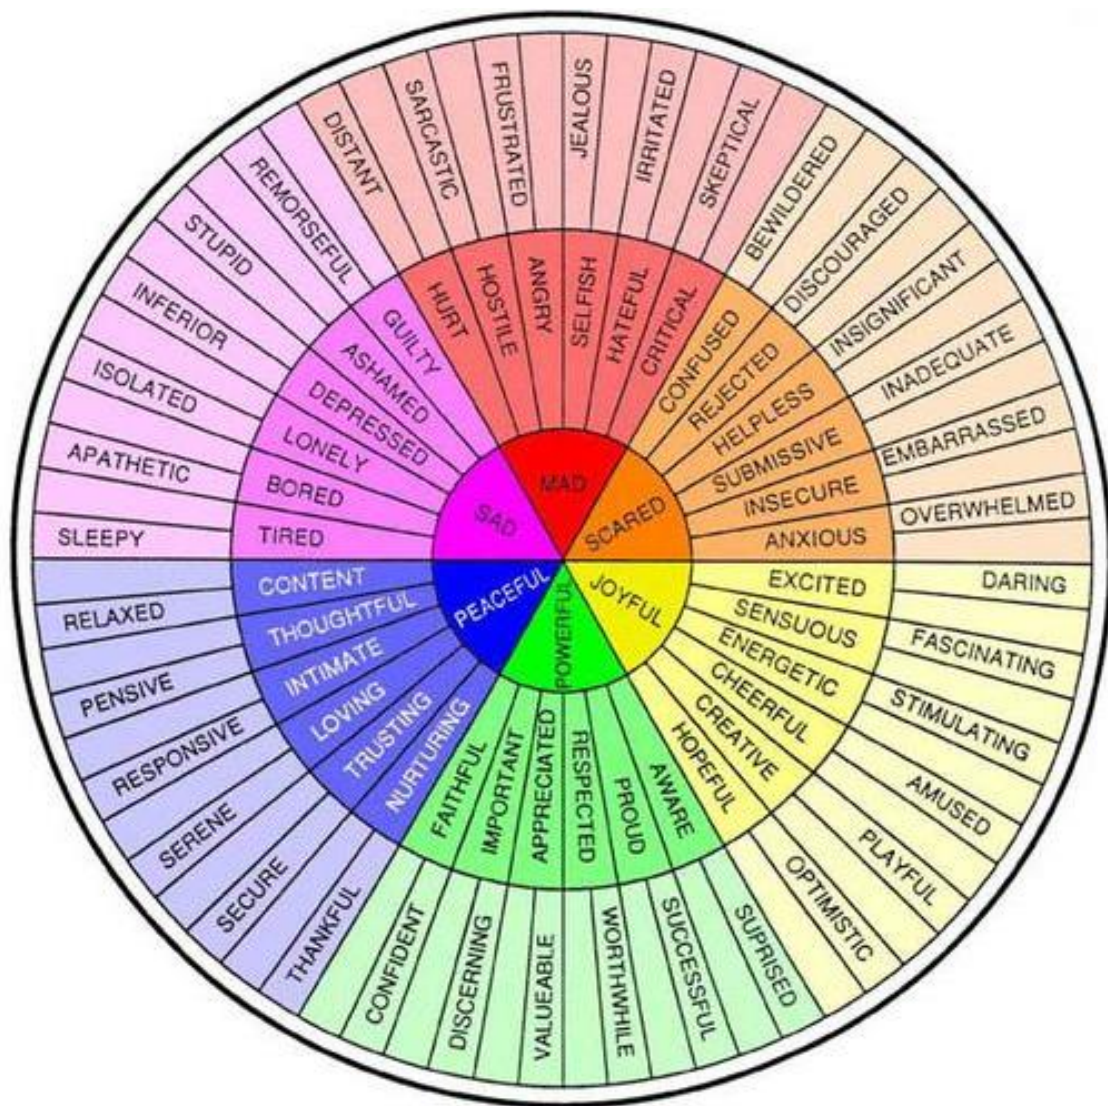 MAD
SCARED
JOYFUL
POWERFUL
PEACEFUL
SAD
HURT
HOSTILE
ANGRY
SELFISH
HATEFUL
CRITICAL
CONFUSED
REJECTED
HELPLESS
SUBMISSIVE
INSECURE
ANXIOUS
EXCITED
SENSUOUS
ENERGETIC
CHEERFUL
CREATIVE
HOPEFUL
AWARE
PROUD
RESPECTED
APPRECIATED
IMPORTANT
FAITHFUL
NURTURING
TRUSTING
LOVING
INTIMATE
THOUGHTFUL
CONTENT
TIRED
BORED
LONELY
DEPRESSED
ASHAMED
GUILTY
DISTANT
SARCASTIC
FRUSTRATED
JEALOUS
IRRITATED
SKEPTICAL
BEWILDERED
DISCOURAGED
INSIGNIFICANT
INADEQUATE
EMBARRASSED
OVERWHELMED
DARING
FASCINATING
STIMULATING
AMUSED
PLAYFUL
OPTIMISTIC
SUPRISED
SUCCESSFUL
WORTHWHILE
VALUEABLE
DISCERNING
CONFIDENT
THANKFUL
SECURE
SERENE
RESPONSIVE
PENSIVE
RELAXED
SLEEPY
APATHETIC
ISOLATED
INFERIOR
STUPID
REMORSEFUL